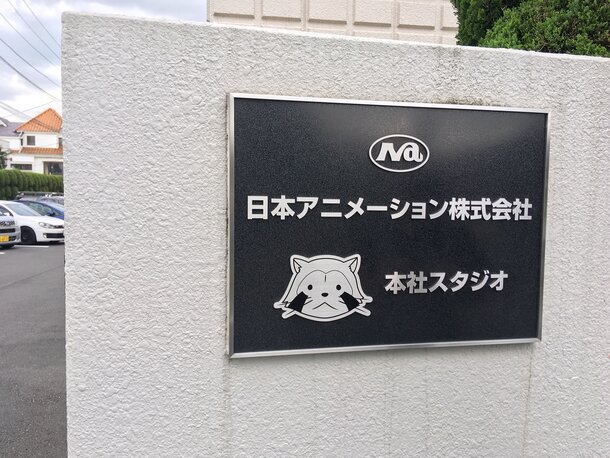 Na
日本アニメーション株式会社
本社スタジオ